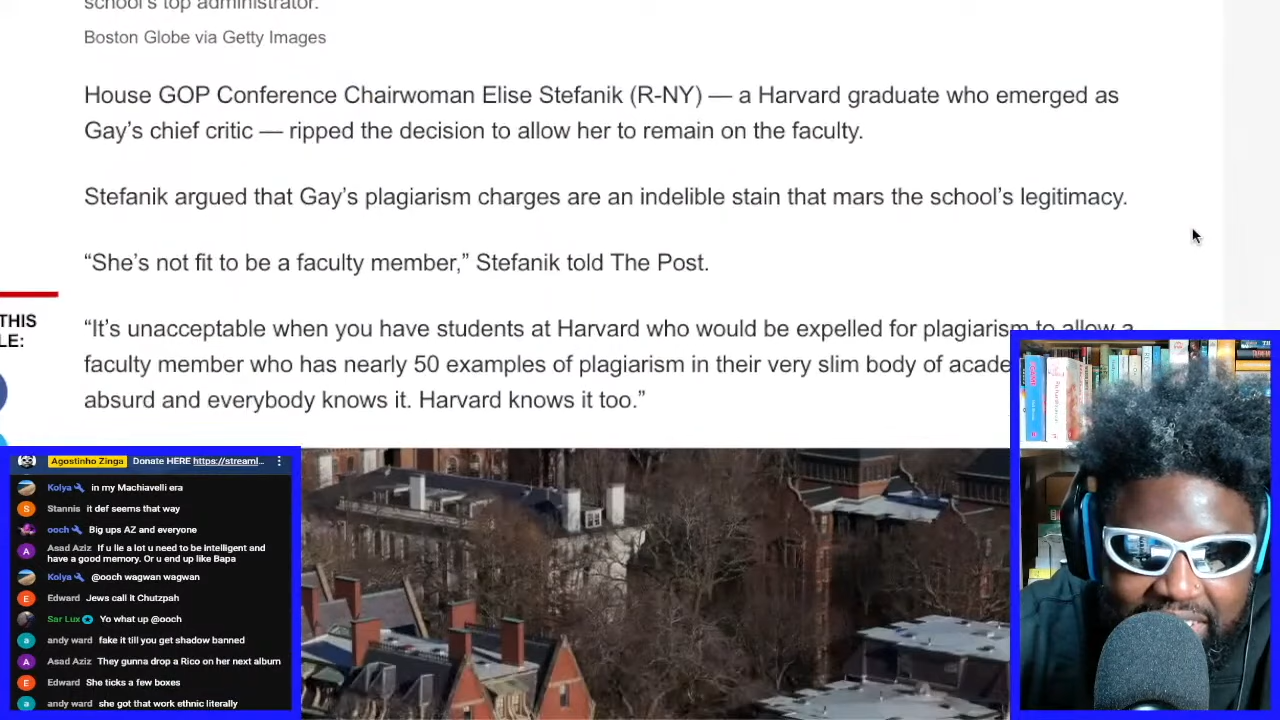 school's top administrator.
Boston Globe via Getty Images
House GOP Conference Chairwoman Elise Stefanik (R-NY) — a Harvard graduate who emerged as
Gay's chief critic — ripped the decision to allow her to remain on the faculty.
Stefanik argued that Gay's plagiarism charges are an indelible stain that mars the school's legitimacy.
“She's not fit to be a faculty member,” Stefanik told The Post.
THIS
LE:
“It's unacceptable when you have students at Harvard who would be expelled for plagiarism to allow a
faculty member who has nearly 50 examples of plagiarism in their very slim body of acade
absurd and everybody knows it. Harvard knows it too.”
Agostinho Zinga Donate HERE https://streaml...
Kolya in my Machiavelli era
S Stannis it def seems that way
ooch Big ups AZ and everyone
A Asad Aziz If u lie a lot u need to be intelligent and
have a good memory. Or u end up like Bapa
Kolya @ooch wagwan wagwan
E Edward Jews call it Chutzpah
Sar Lux Yo what up @ooch
a andy ward fake it till you get shadow banned
A Asad Aziz They gunna drop a Rico on her next album
E Edward She ticks a few boxes
a andy ward she got that work ethnic literally